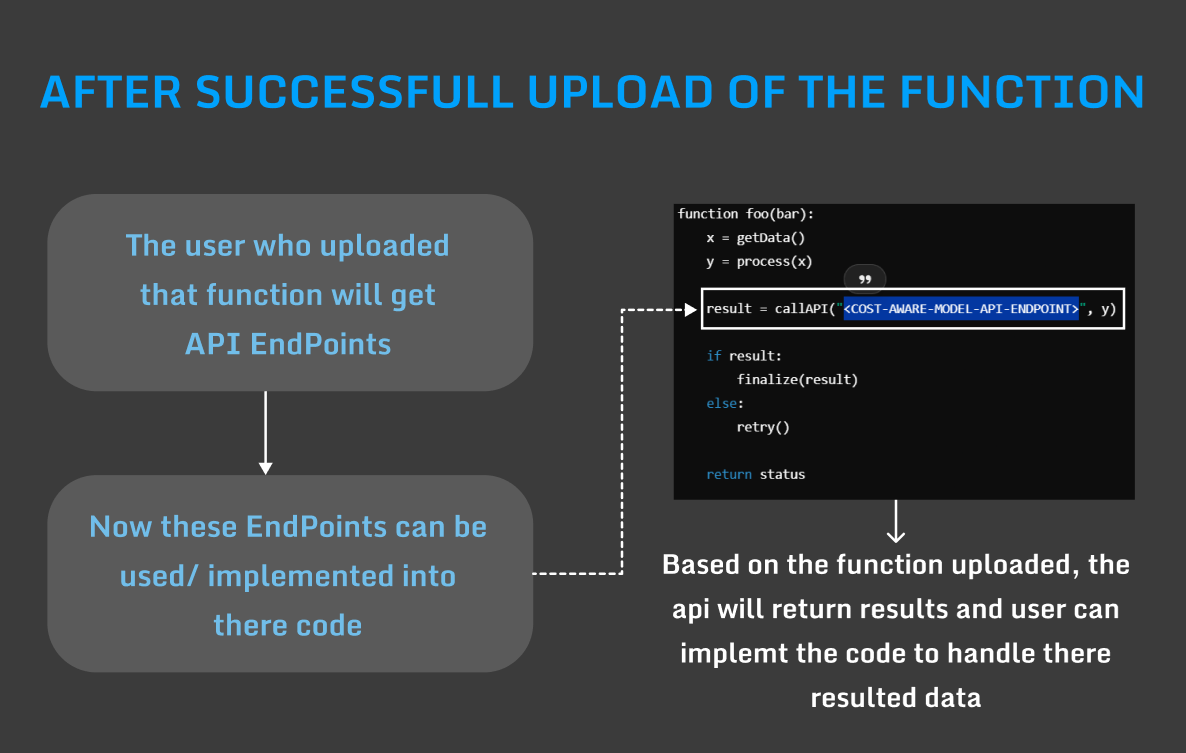 AFTER SUCCESSFULL UPLOAD OF THE FUNCTION
The user who uploaded
that function will get
API EndPoints
Now these EndPoints can be
used/ implemented into
there code
function foo(bar):
x = getData()
y = process(x)
result = callAPI("<COST-AWARE-MODEL-API-ENDPOINT>", y)
if result:
finalize(result)
else:
retry()
return status
Based on the function uploaded, the
api will return results and user can
implemt the code to handle there
resulted data